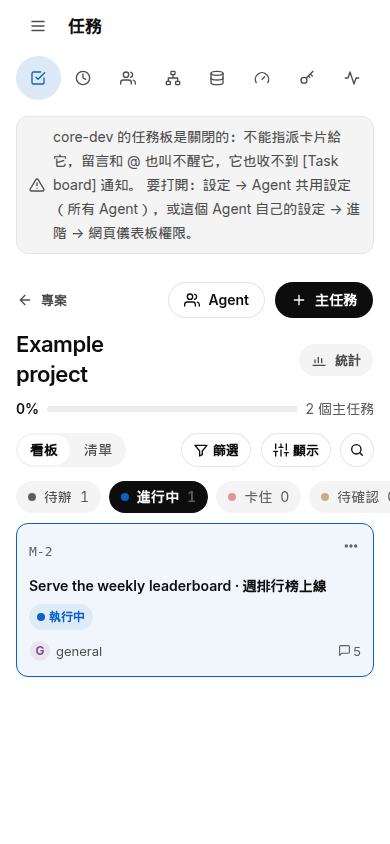 任務
core-dev 的任務板是關閉的：不能指派卡片給
它，留言和 @ 也叫不醒它，它也收不到 [Task
board] 通知。 要打開：設定 → Agent 共用設定
（所有 Agent），或這個 Agent 自己的設定 → 進
階 → 網頁儀表板權限。
專案
Agent
主任務
Example
project
統計
0%
2 個主任務
看板
清單
篩選
顯示
待辦 1
進行中 1
卡住 0
待確認
M-2
Serve the weekly leaderboard · 週排行榜上線
執行中
G general
5